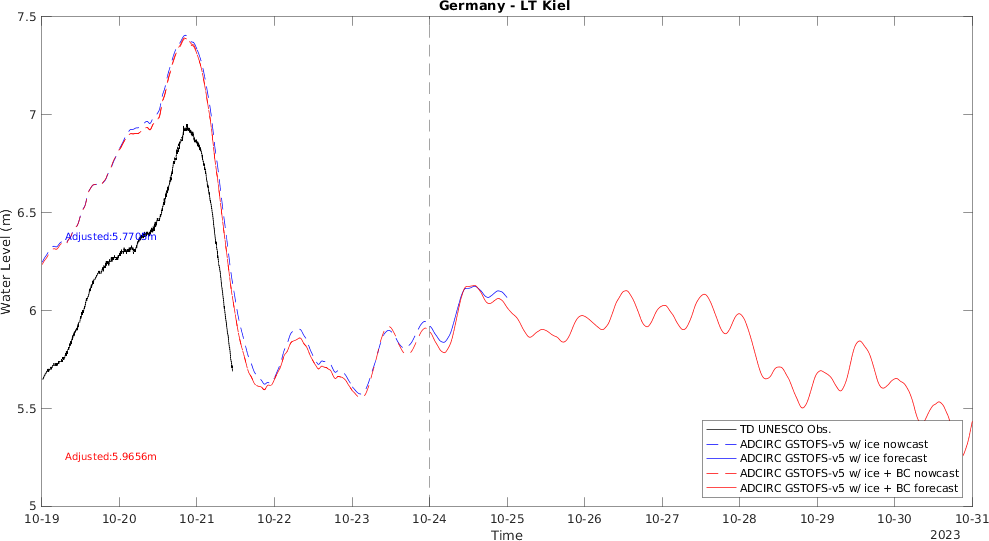 Germany - LT Kiel
7.5
7
6.5
6
5.5
5
Water Level (m)
Adjusted:5.9656m
TD UNESCO Obs.
ADCIRC GSTOFS-v5 w/ ice nowcast
ADCIRC GSTOFS-v5 w/ ice forecast
ADCIRC GSTOFS-v5 w/ ice + BC nowcast
ADCIRC GSTOFS-v5 w/ ice + BC forecast
10-19 10-20 10-21 10-22 10-23 10-24 10-25 10-26 10-27 10-28 10-29 10-30 10-31
Time
2023